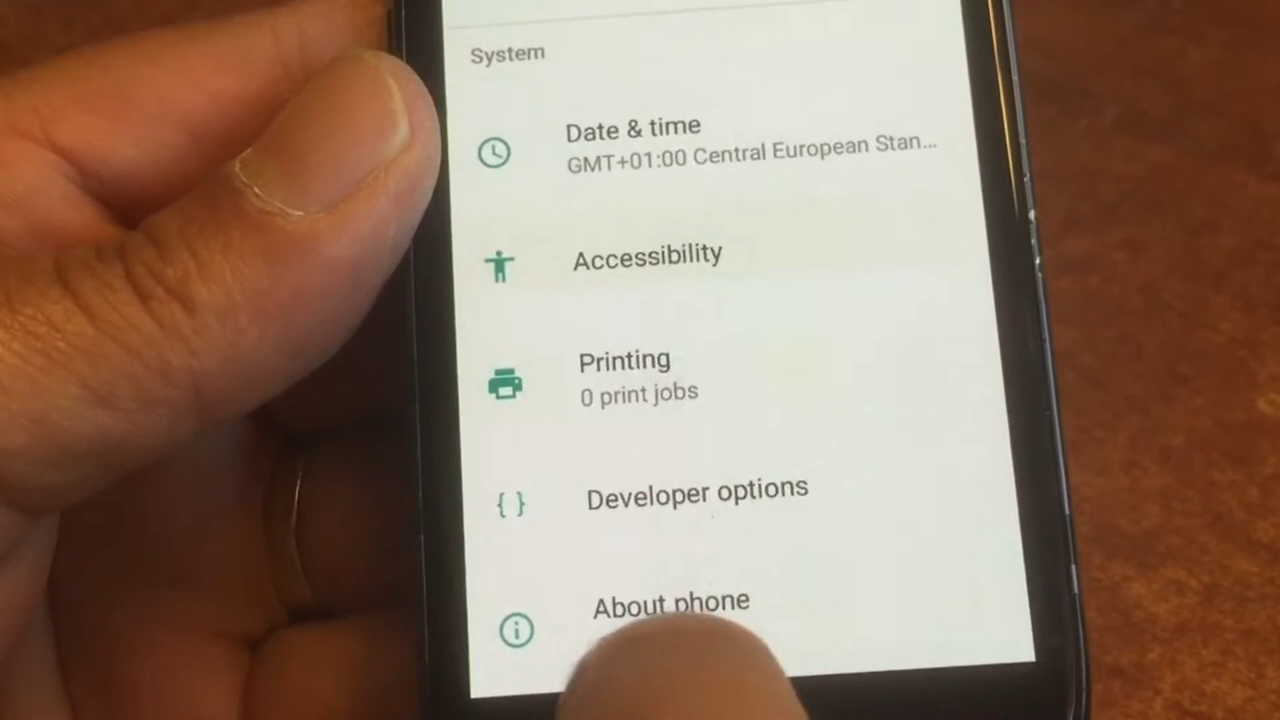 System
Date & time
GMT+01:00 Central European Stan...
Accessibility
Printing
0 print jobs
Developer options
About phone